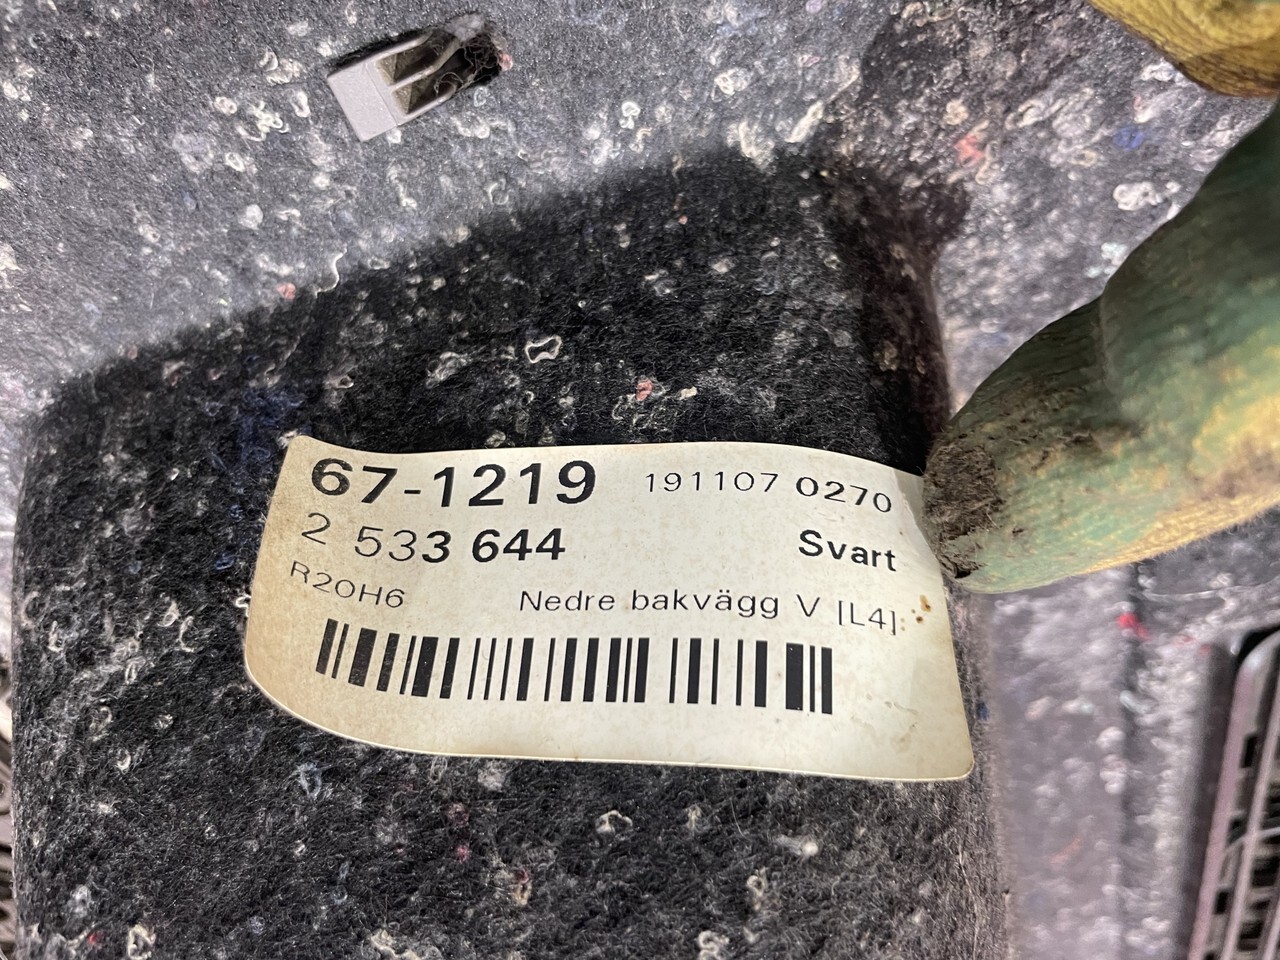 67-1219 191107 0270
2 533 644 Svart
R20H6 Nedre bakvägg V [L4]